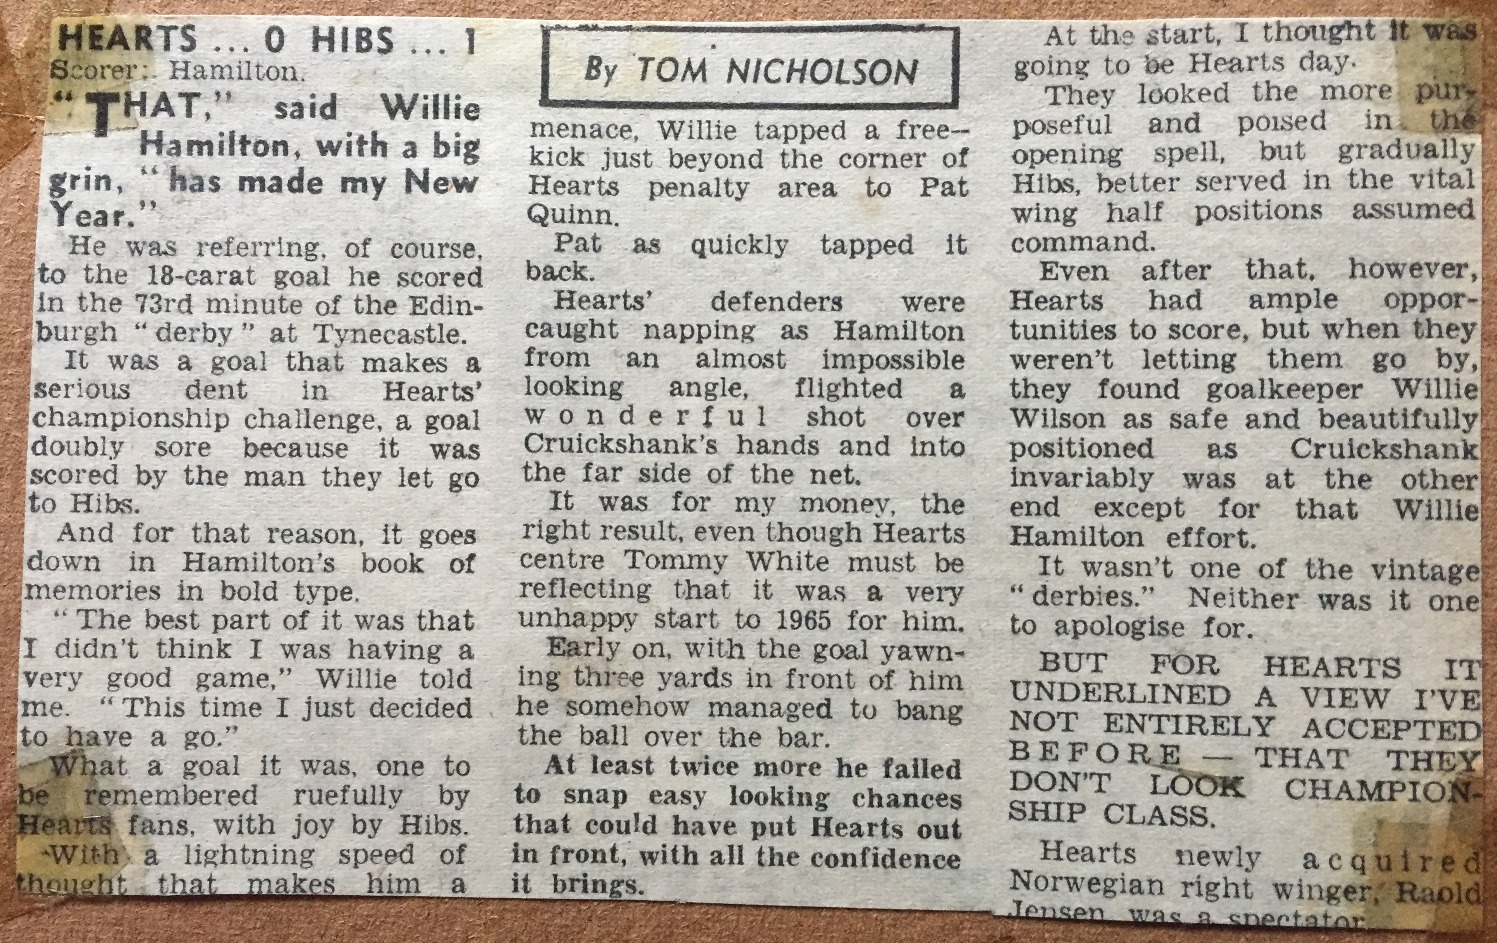 HEARTS ... 0 HIBS ... 1
Scorer: Hamilton.
"THAT," said Willie
Hamilton, with a big
grin, "has made my New
Year."
He was referring, of course,
to the 18-carat goal he scored
in the 73rd minute of the Edin-
burgh "derby" at Tynecastle.
It was a goal that makes a
serious dent in Hearts'
championship challenge, a goal
doubly sore because it was
scored by the man they let go
to Hibs.
And for that reason, it goes
down in Hamilton's book of
memories in bold type.
"The best part of it was that
I didn't think I was having a
very good game," Willie told
me. "This time I just decided
to have a go."
What a goal it was, one to
be remembered ruefully by
Hearts fans, with joy by Hibs.
With a lightning speed of
thought that makes him a
By TOM NICHOLSON
menace, Willie tapped a free-
kick just beyond the corner of
Hearts penalty area to Pat
Quinn.
Pat as quickly tapped it
back.
Hearts' defenders were
caught napping as Hamilton
from an almost impossible
looking angle, flighted a
wonderful shot over
Cruickshank's hands and into
the far side of the net.
It was for my money, the
right result, even though Hearts
centre Tommy White must be
reflecting that it was a very
unhappy start to 1965 for him.
Early on, with the goal yawn-
ing three yards in front of him
he somehow managed to bang
the ball over the bar.
At least twice more he failed
to snap easy looking chances
that could have put Hearts out
in front, with all the confidence
it brings.
At the start, I thought it was
going to be Hearts day.
They looked the more pur-
poseful and poised in the
opening spell, but gradually
Hibs, better served in the vital
wing half positions assumed
command.
Even after that, however,
Hearts had ample oppor-
tunities to score, but when they
weren't letting them go by,
they found goalkeeper Willie
Wilson as safe and beautifully
positioned as Cruickshank
invariably was at the other
end except for that Willie
Hamilton effort.
It wasn't one of the vintage
"derbies." Neither was it one
to apologise for.
BUT FOR HEARTS IT
UNDERLINED A VIEW I'VE
NOT ENTIRELY ACCEPTED
BEFORE — THAT THEY
DON'T LOOK CHAMPION-
SHIP CLASS.
Hearts newly acquired
Norwegian right winger, Raold
Jensen was a spectator